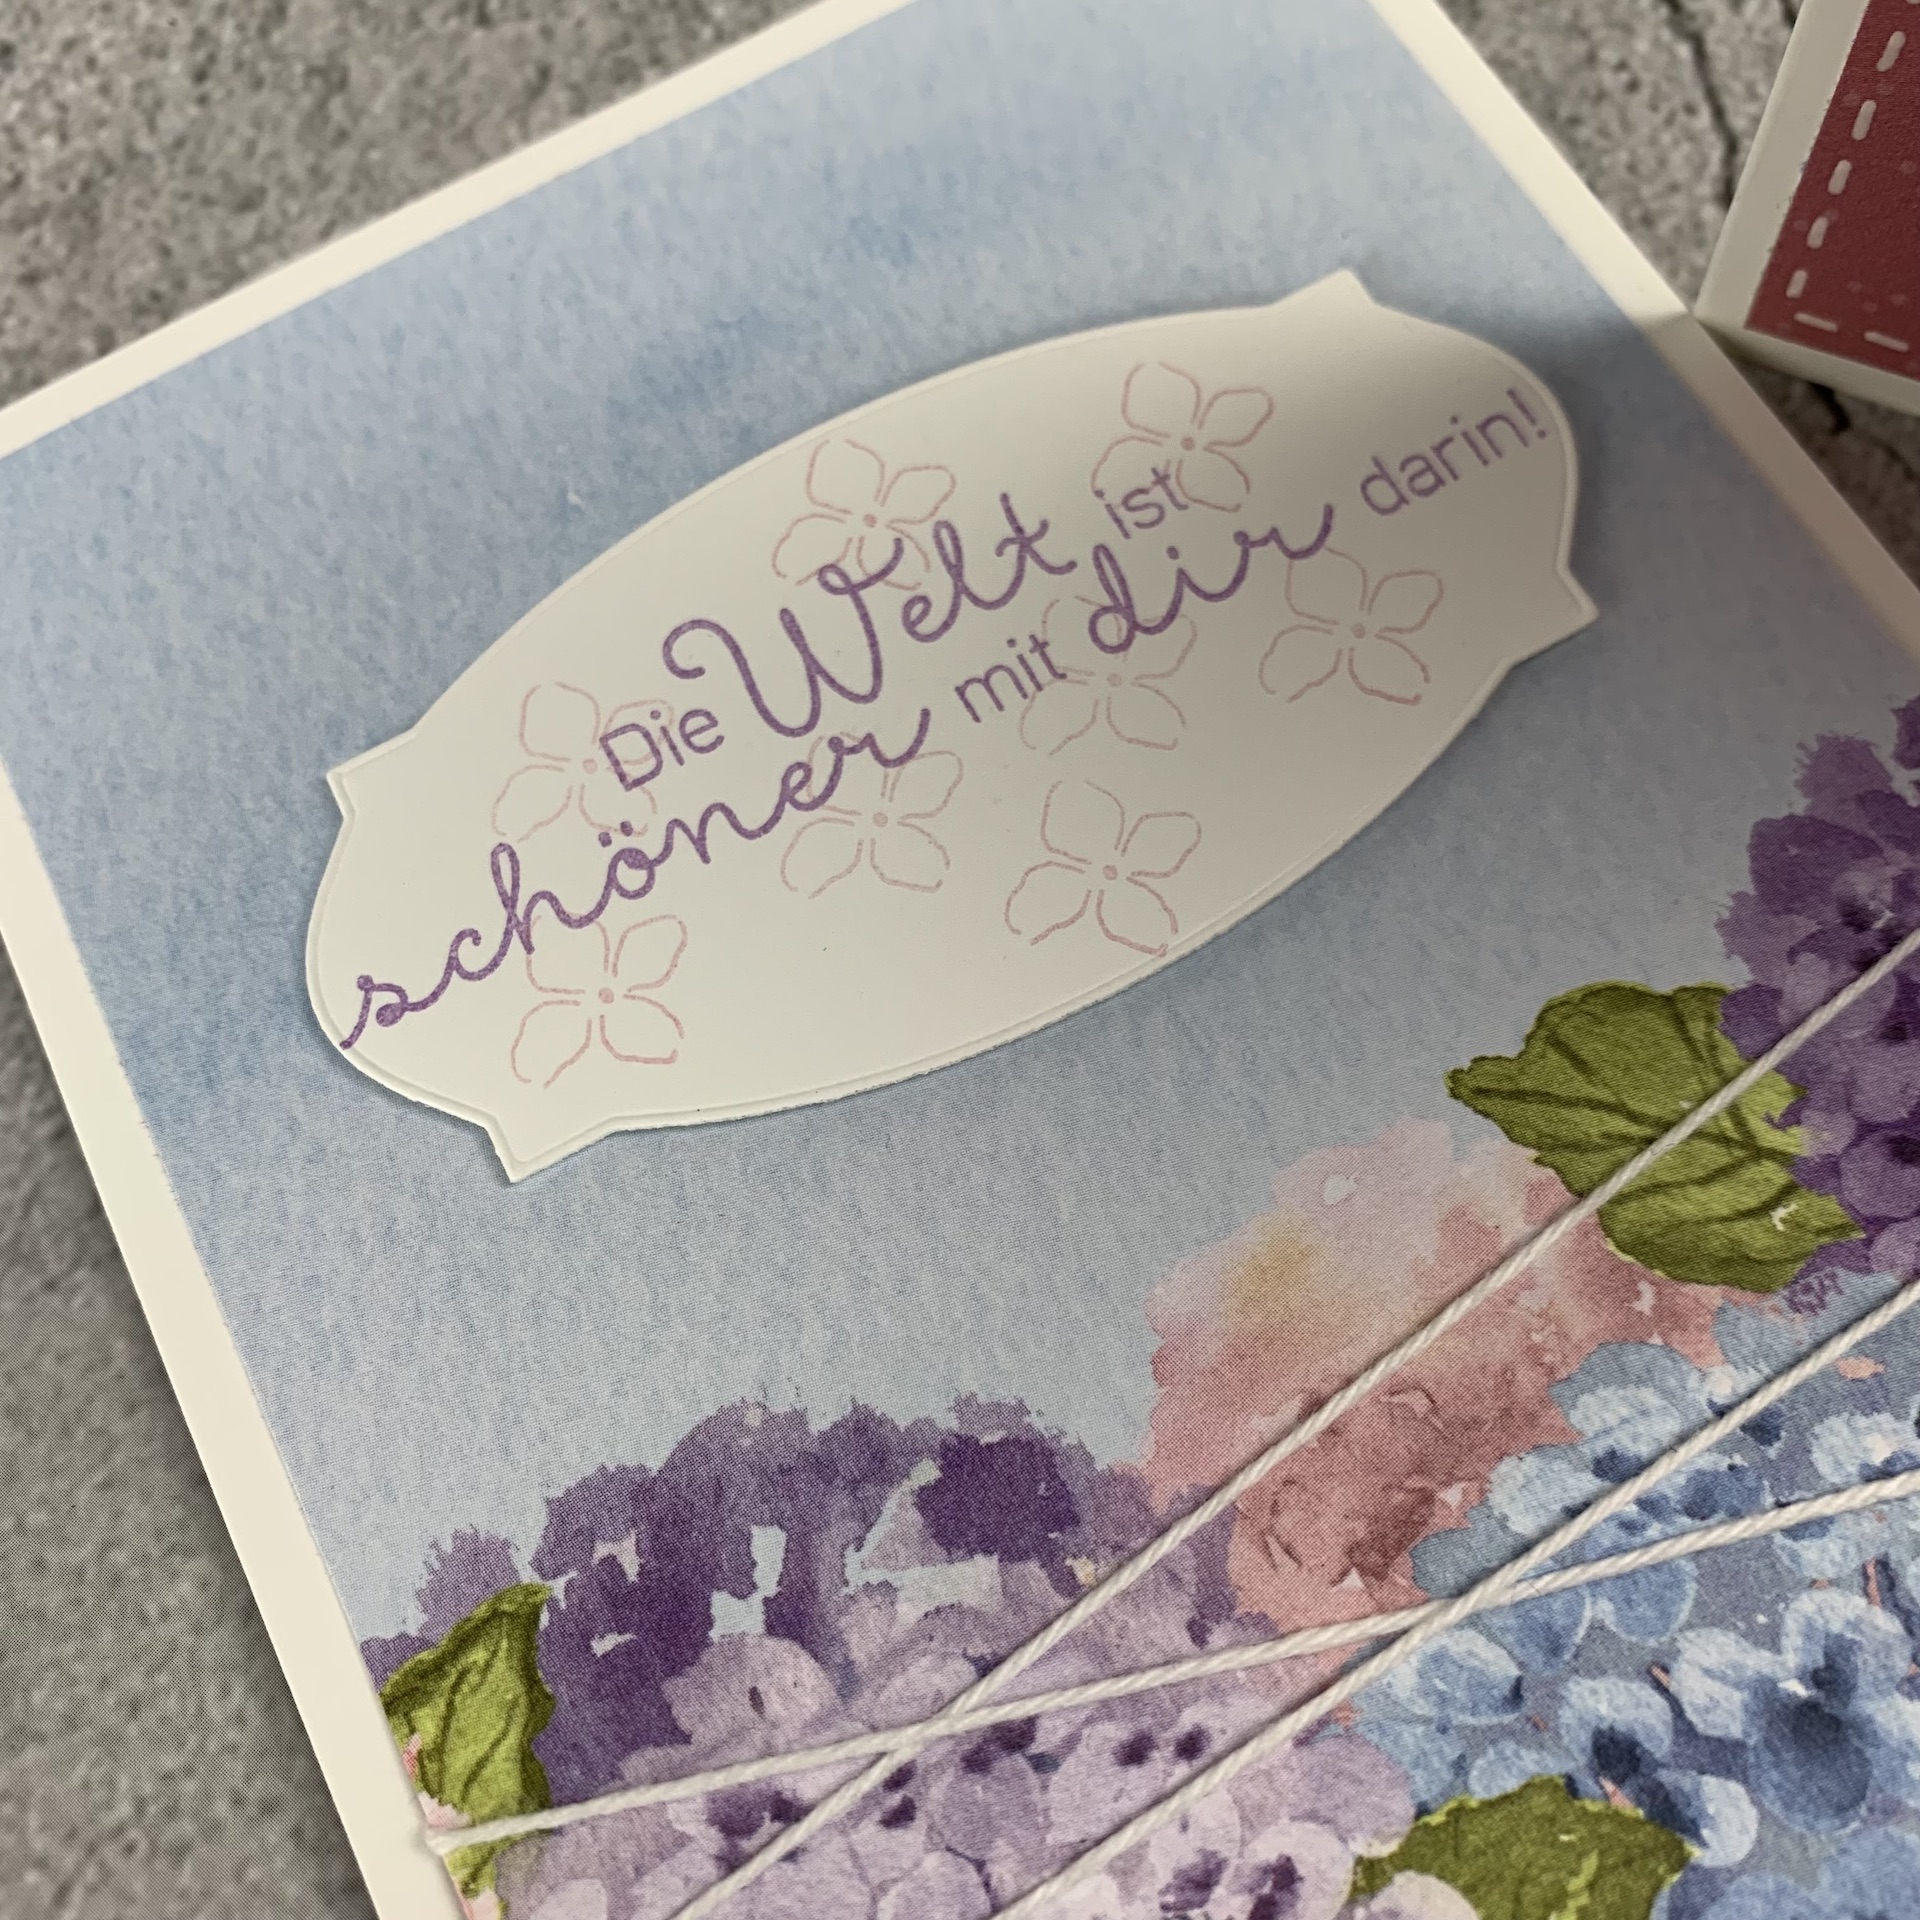 Die Welt ist
schöner mit dir darin!